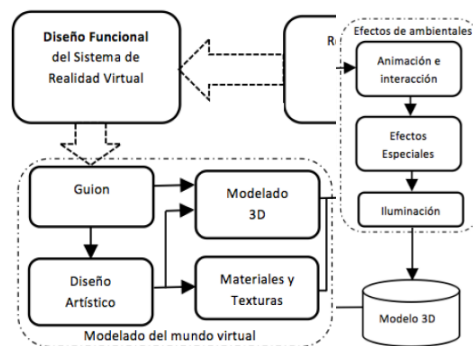 Diseño Funcional
del Sistema de
Realidad Virtual
Efectos de ambientales
Animación e
interacción
Efectos
Especiales
Iluminación
Modelo 3D
Guion
Modelado
3D
Diseño
Artístico
Materiales y
Texturas
Modelado del mundo virtual